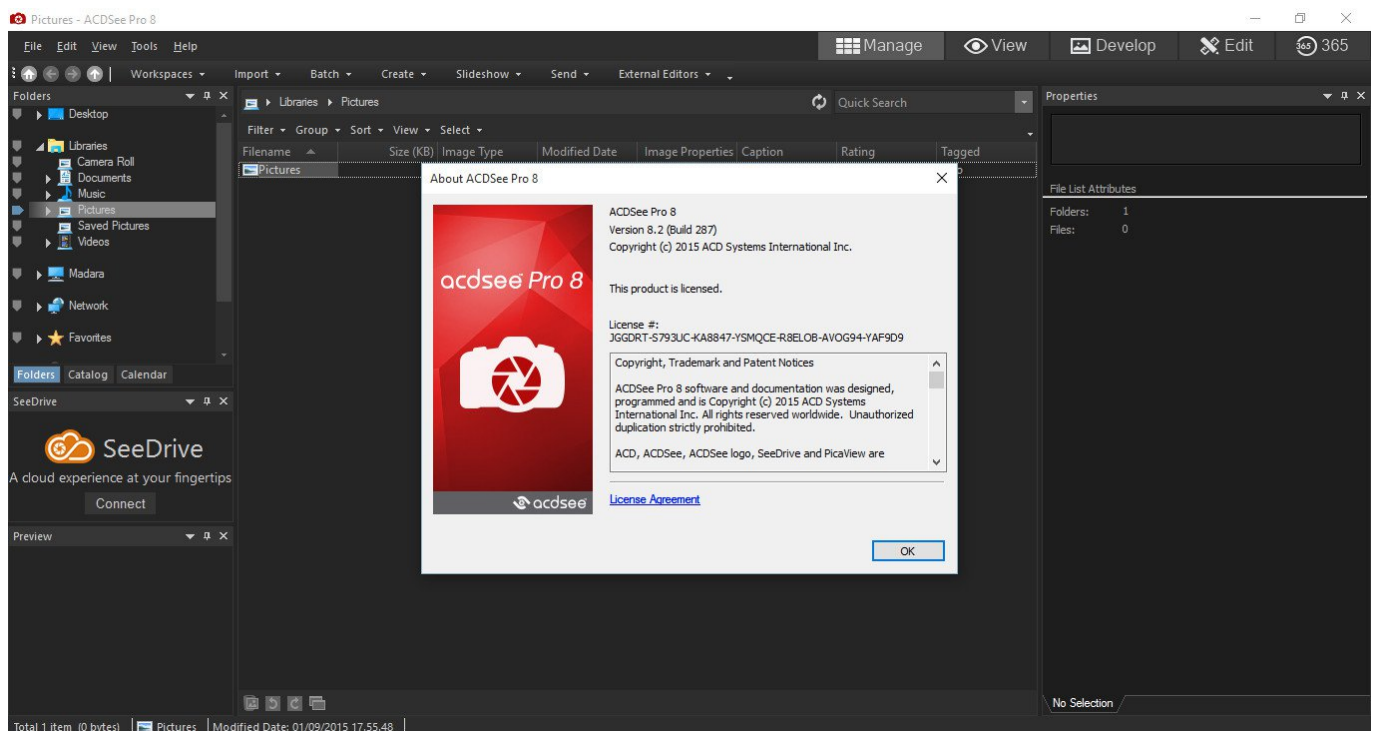 Pictures - ACDSee Pro 8
File Edit View Tools Help
Manage View Develop Edit 365 365
Workspaces Import Batch Create Slideshow Send External Editors
Folders
Desktop
Libraries
Camera Roll
Documents
Music
Pictures
Saved Pictures
Videos
Madara
Network
Favorites
Folders Catalog Calendar
SeeDrive
SeeDrive
A cloud experience at your fingertips
Connect
Preview
Libraries Pictures
Quick Search
Filter Group Sort View Select
Filename Size (KB) Image Type Modified Date Image Properties Caption Rating Tagged
Pictures
About ACDSee Pro 8
acdsee Pro 8
acdsee
ACDSee Pro 8
Version 8.2 (Build 287)
Copyright (c) 2015 ACD Systems International Inc.
This product is licensed.
License #:
JGGDRT-S793UC-KA8847-YSMQCE-R8ELOB-AVOG94-YAF9D9
Copyright, Trademark and Patent Notices
ACDSee Pro 8 software and documentation was designed,
programmed and is Copyright (c) 2015 ACD Systems
International Inc. All rights reserved worldwide. Unauthorized
duplication strictly prohibited.
ACD, ACDSee, ACDSee logo, SeeDrive and PicaView are
License Agreement
OK
Properties
File List Attributes
Folders: 1
Files: 0
No Selection
Total 1 item (0 bytes) Pictures Modified Date: 01/09/2015 17.55.48